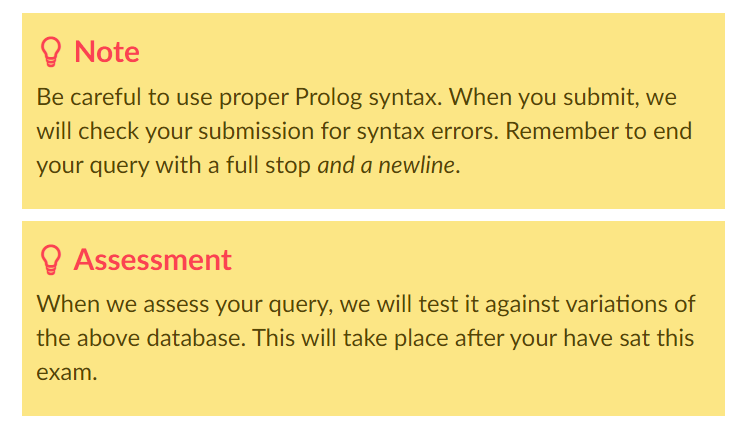 Note
Be careful to use proper Prolog syntax. When you submit, we
will check your submission for syntax errors. Remember to end
your query with a full stop and a newline.
Assessment
When we assess your query, we will test it against variations of
the above database. This will take place after your have sat this
exam.